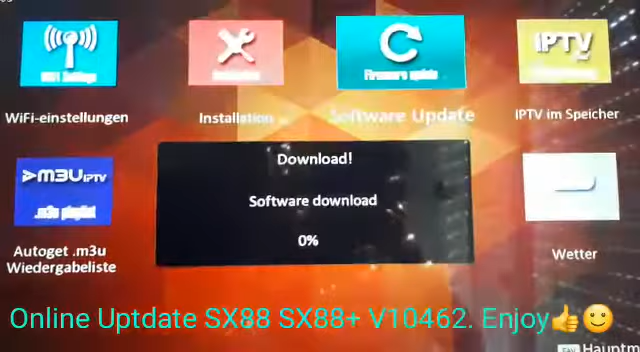 WiFi Settings
Installation
Firmware update
IPTV
WiFi-einstellungen
Installation
Software Update
IPTV im Speicher
M3U IPTV
.m3u playlist
Download!
Software download
0%
Autoget .m3u
Wiedergabeliste
Wetter
Online Uptdate SX88 SX88+ V10462. Enjoy👍🙂